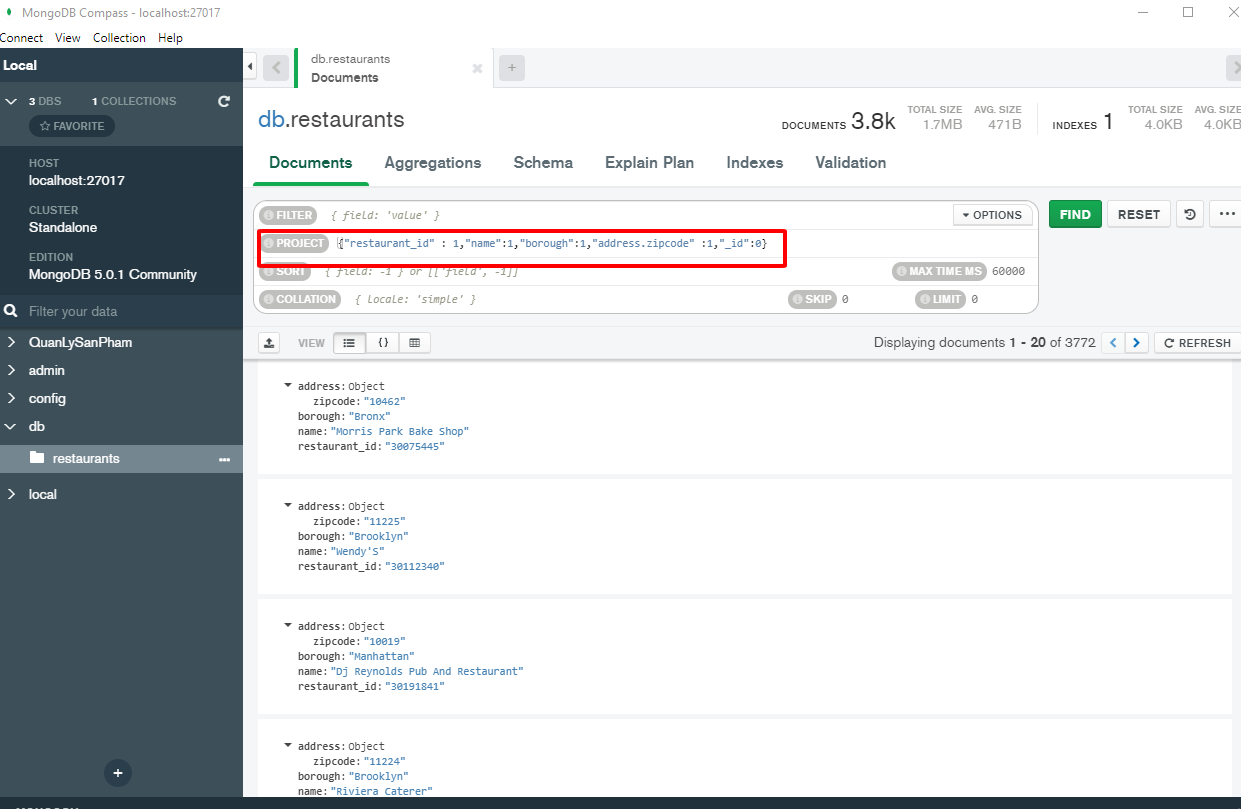 MongoDB Compass - localhost:27017
Connect View Collection Help
Local
3 DBS 1 COLLECTIONS
FAVORITE
HOST
localhost:27017
CLUSTER
Standalone
EDITION
MongoDB 5.0.1 Community
Filter your data
QuanLySanPham
admin
config
db
restaurants
local
db.restaurants
Documents
db.restaurants
DOCUMENTS 3.8k
TOTAL SIZE
1.7MB
AVG. SIZE
471B
INDEXES 1
TOTAL SIZE
4.0KB
AVG. SIZE
4.0KB
Documents Aggregations Schema Explain Plan Indexes Validation
FILTER { field: 'value' } OPTIONS FIND RESET
PROJECT {"restaurant_id" : 1,"name":1,"borough":1,"address.zipcode" :1,"_id":0}
SORT { field: -1 } or [['field', -1]] MAX TIME MS 60000
COLLATION { locale: 'simple' } SKIP 0 LIMIT 0
VIEW {} Displaying documents 1 - 20 of 3772 REFRESH
address: Object
zipcode: "10462"
borough: "Bronx"
name: "Morris Park Bake Shop"
restaurant_id: "30075445"
address: Object
zipcode: "11225"
borough: "Brooklyn"
name: "Wendy'S"
restaurant_id: "30112340"
address: Object
zipcode: "10019"
borough: "Manhattan"
name: "Dj Reynolds Pub And Restaurant"
restaurant_id: "30191841"
address: Object
zipcode: "11224"
borough: "Brooklyn"
name: "Riviera Caterer"